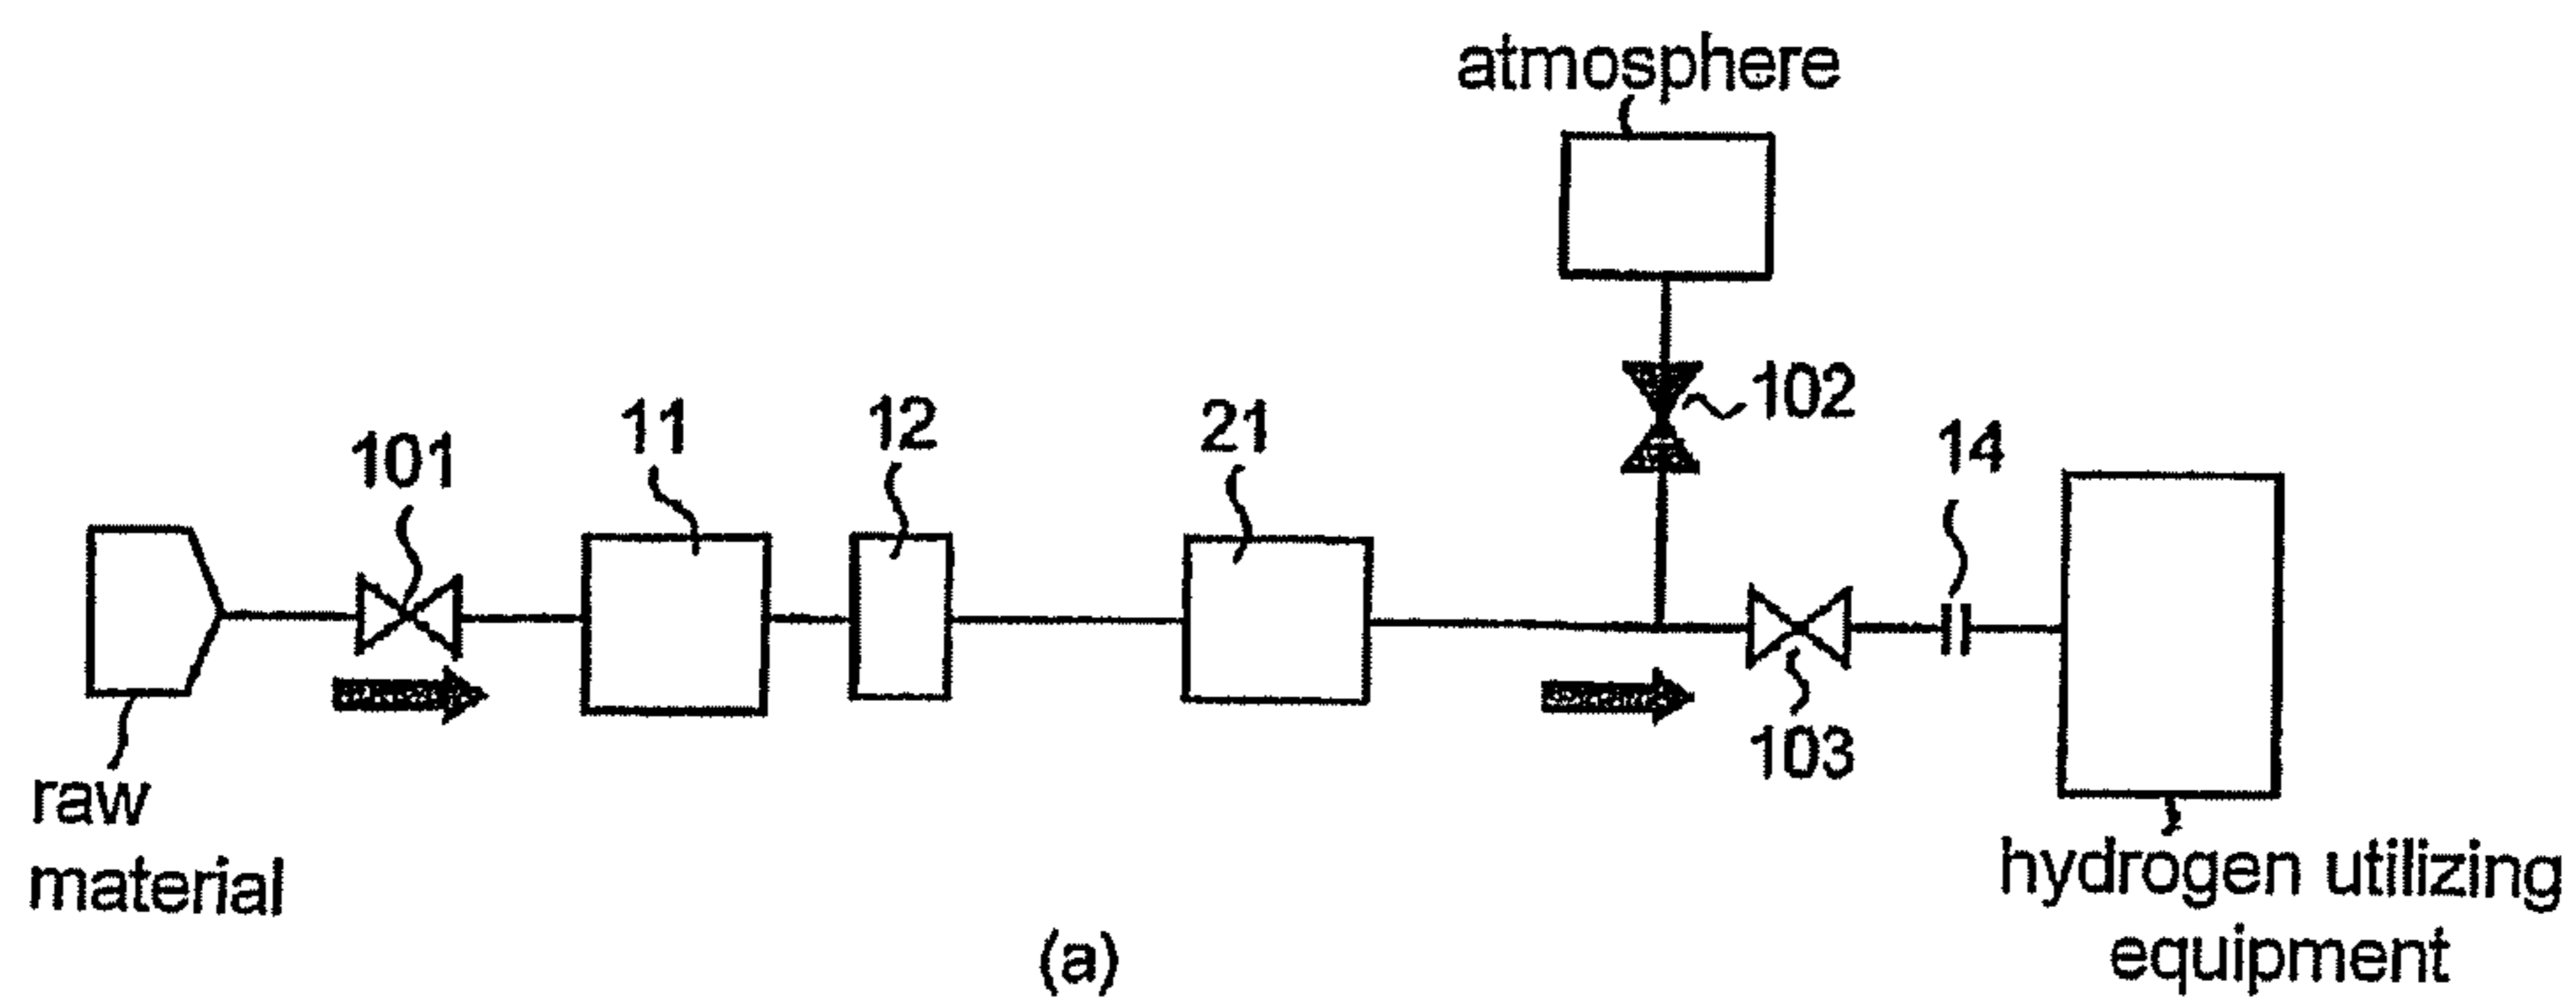 atmosphere
102
101
11
12
21
14
103
raw
material
hydrogen utilizing
equipment
(a)